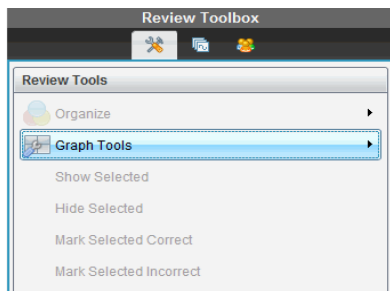 Review Toolbox
Review Tools
Organize
Graph Tools
Show Selected
Hide Selected
Mark Selected Correct
Mark Selected Incorrect